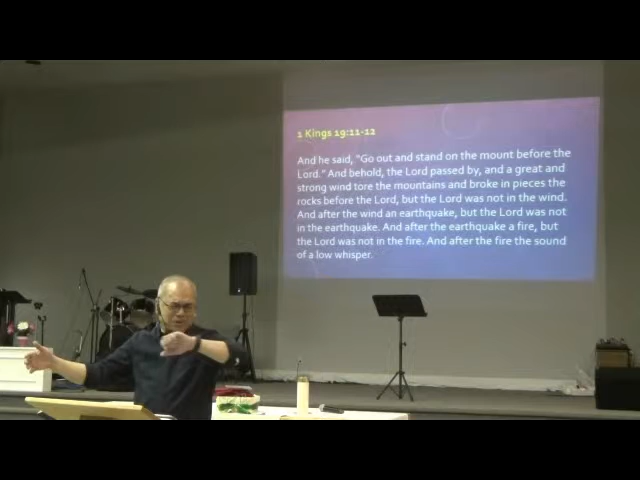 1 Kings 19:11-12
And he said, "Go out and stand on the mount before the
Lord." And behold, the Lord passed by, and a great and
strong wind tore the mountains and broke in pieces the
rocks before the Lord, but the Lord was not in the wind.
And after the wind an earthquake, but the Lord was not
in the earthquake. And after the earthquake a fire, but
the Lord was not in the fire. And after the fire the sound
of a low whisper.